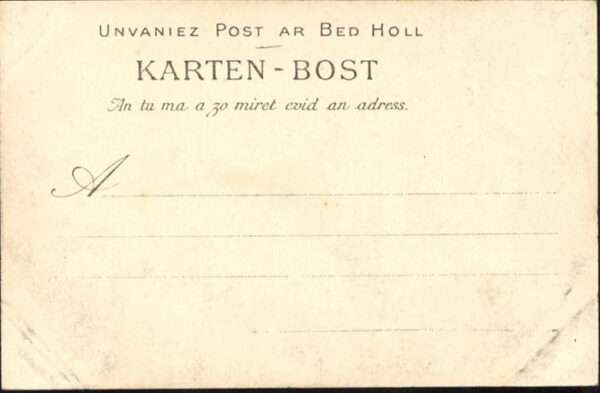 UNVANIEZ POST AR BED HOLL
KARTEN-BOST
An tu ma a zo miret evid an adress.
A